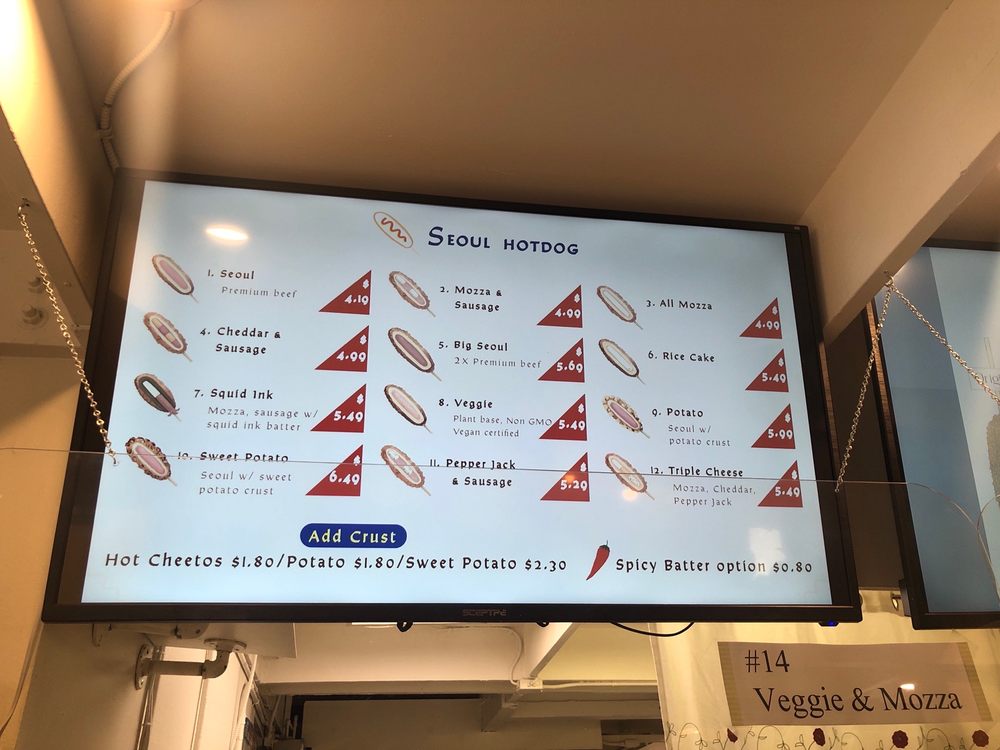 Seoul Hotdog
1. Seoul
Premium beef
$ 4.19
2. Mozza &
Sausage
$ 4.99
3. All Mozza
$ 4.99
4. Cheddar &
Sausage
$ 4.99
5. Big Seoul
2X Premium beef
$ 5.69
6. Rice Cake
$ 5.49
7. Squid Ink
Mozza, sausage w/
squid ink batter
$ 5.49
8. Veggie
Plant base, Non GMO
Vegan certified
$ 5.49
9. Potato
Seoul w/
potato crust
$ 5.99
10. Sweet Potato
Seoul w/ sweet
potato crust
$ 6.49
11. Pepper Jack
& Sausage
$ 5.29
12. Triple Cheese
Mozza, Cheddar,
Pepper Jack
$ 5.49
Add Crust
Hot Cheetos $1.80/Potato $1.80/Sweet Potato $2.30
Spicy Batter option $0.80
SCEPTRE
#14
Veggie & Mozza